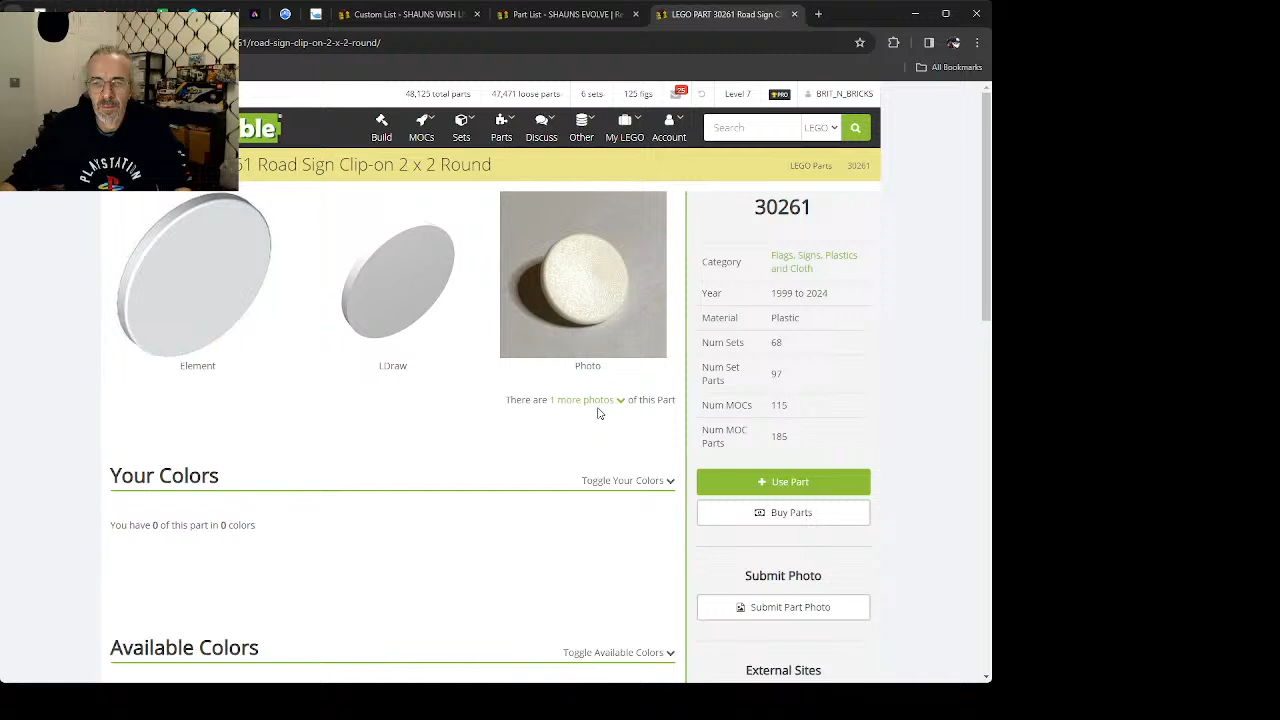 Custom List - SHAUNS WISH LI
Part List - SHAUNS EVOLVE | Re
LEGO PART 30261 Road Sign C
61/road-sign-clip-on-2-x-2-round/
All Bookmarks
48,125 total parts
47,471 loose parts
6 sets
125 figs
25
Level 7
PRO
BRIT_N_BRICKS
ble
Build
MOCs
Sets
Parts
Discuss
Other
My LEGO
Account
Search
LEGO
61 Road Sign Clip-on 2 x 2 Round
LEGO Parts
30261
PLAYSTATION
Element
LDraw
Photo
There are 1 more photos of this Part
Your Colors
Toggle Your Colors
You have 0 of this part in 0 colors
Available Colors
Toggle Available Colors
30261
Category
Flags, Signs, Plastics
and Cloth
Year
1999 to 2024
Material
Plastic
Num Sets
68
Num Set
Parts
97
Num MOCs
115
Num MOC
Parts
185
+ Use Part
Buy Parts
Submit Photo
Submit Part Photo
External Sites